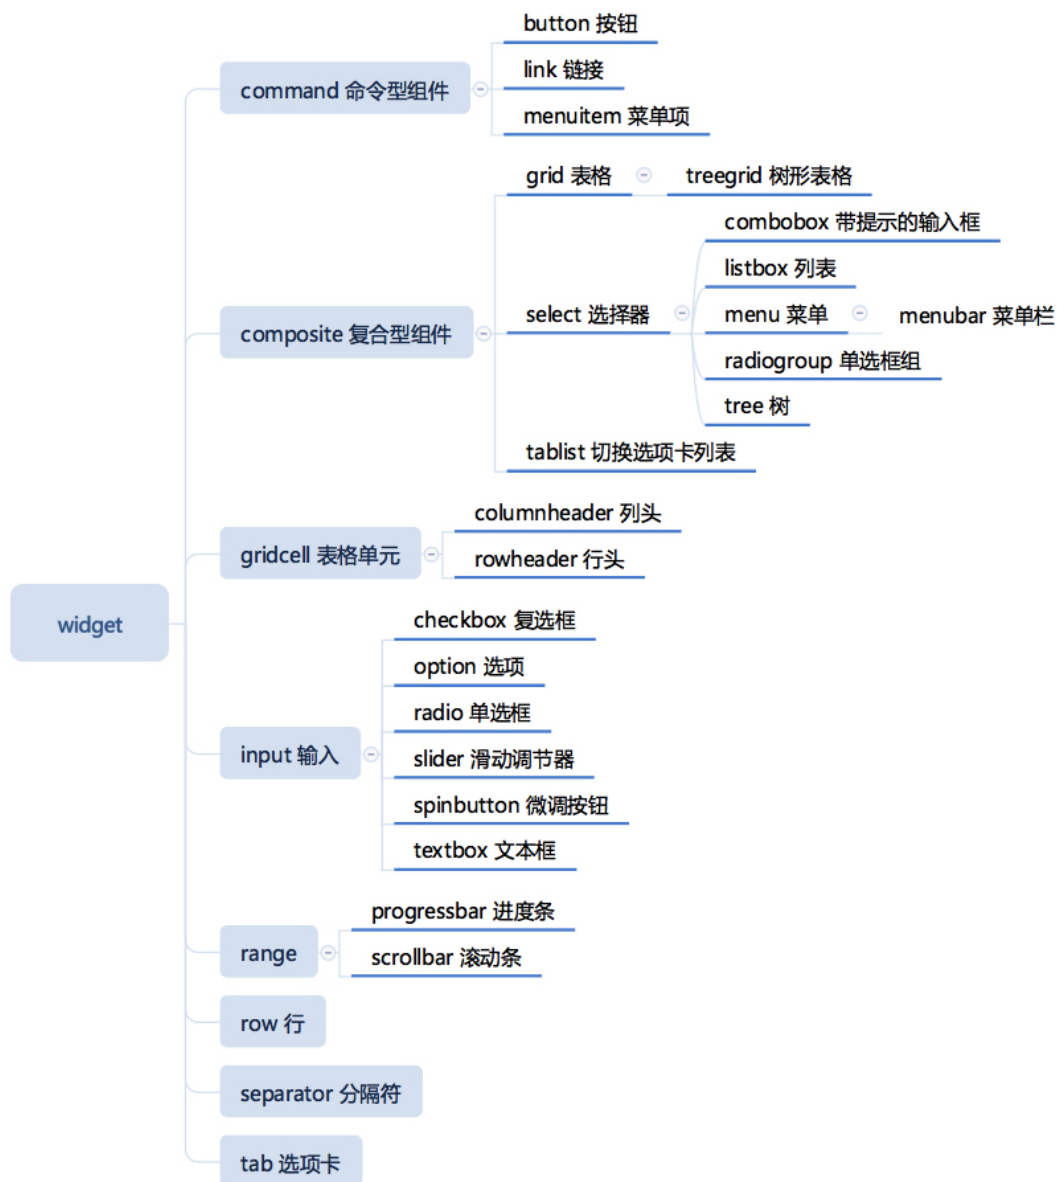 widget
command 命令型组件
button 按钮
link 链接
menuitem 菜单项
composite 复合型组件
grid 表格
treegrid 树形表格
select 选择器
combobox 带提示的输入框
listbox 列表
menu 菜单
menubar 菜单栏
radiogroup 单选框组
tree 树
tablist 切换选项卡列表
gridcell 表格单元
columnheader 列头
rowheader 行头
input 输入
checkbox 复选框
option 选项
radio 单选框
slider 滑动调节器
spinbutton 微调按钮
textbox 文本框
range
progressbar 进度条
scrollbar 滚动条
row 行
separator 分隔符
tab 选项卡